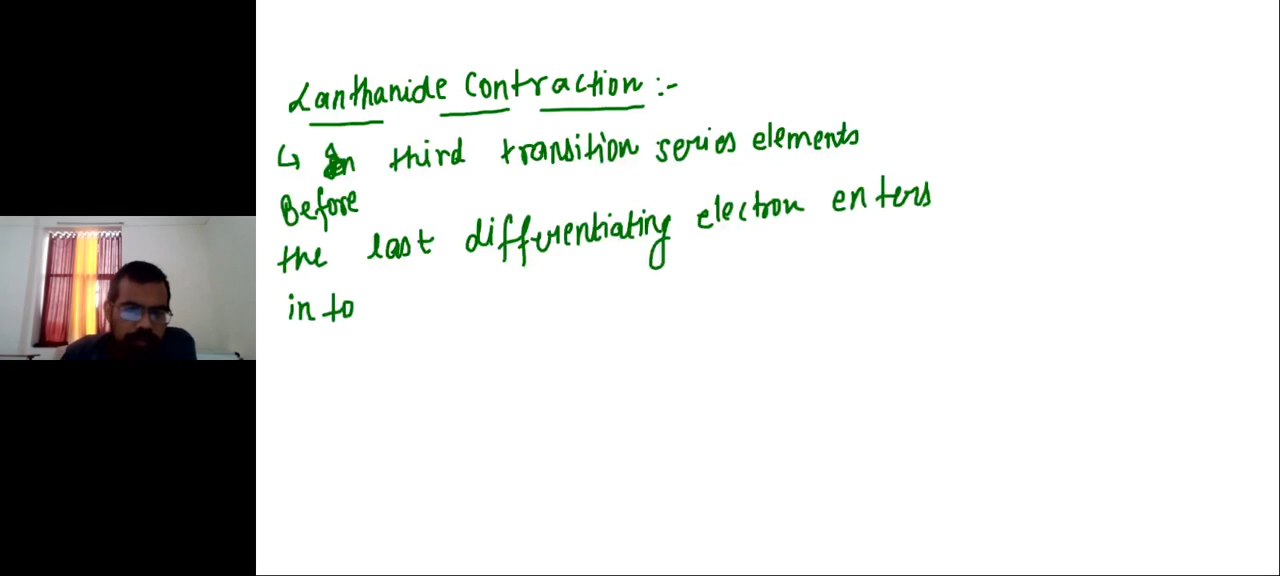 Lanthanide Contraction :-
↳ In third transition series elements
Before
the last differentiating electron enters
in to